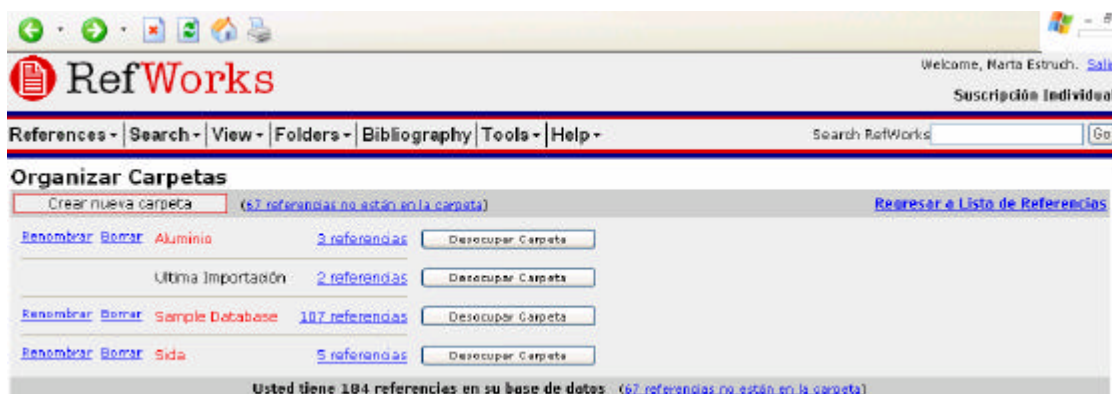 RefWorks
Welcome, Marta Estruch. Sali
Suscripción Individual
References Search View Folders Bibliography Tools Help Search RefWorks Go
Organizar Carpetas
Crear nueva carpeta (67 referencias no están en la carpeta) Regresar a Lista de Referencias
Renombrar Borrar Aluminio 3 referencias Desocupar Carpeta
Ultima Importación 2 referencias Desocupar Carpeta
Renombrar Borrar Sample Database 107 referencias Desocupar Carpeta
Renombrar Borrar Sida 5 referencias Desocupar Carpeta
Usted tiene 184 referencias en su base de datos (67 referencias no están en la carpeta)